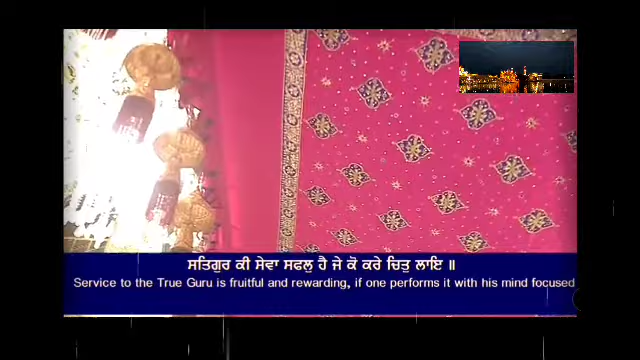 ਸਤਿਗੁਰ ਕੀ ਸੇਵਾ ਸਫਲੁ ਹੈ ਜੇ ਕੋ ਕਰੇ ਚਿਤੁ ਲਾਇ ॥
Service to the True Guru is fruitful and rewarding, if one performs it with his mind focused